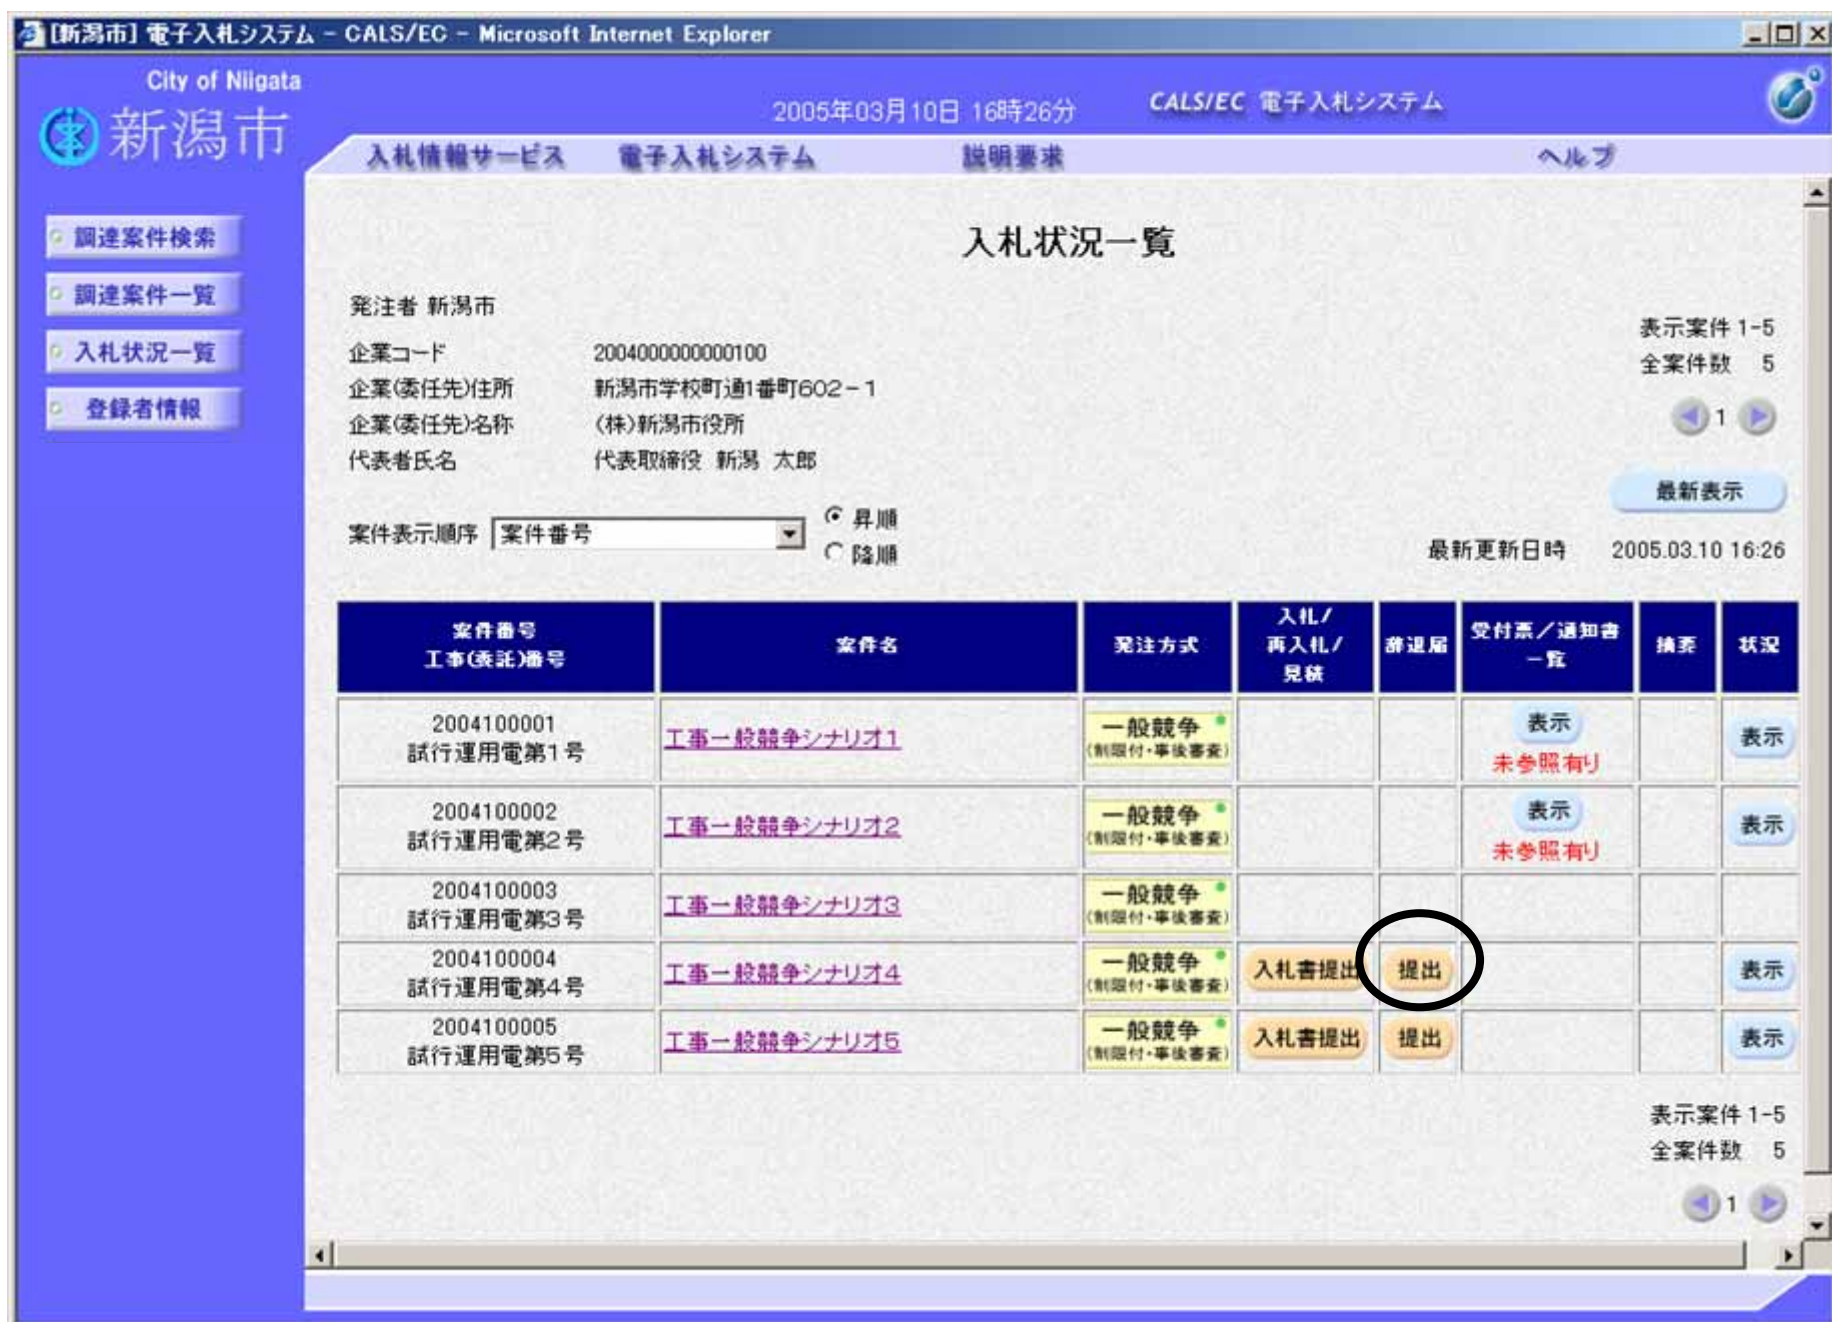 [新潟市] 電子入札システム - CALS/EC - Microsoft Internet Explorer
City of Niigata
新潟市
2005年03月10日 16時26分
CALS/EC 電子入札システム
入札情報サービス 電子入札システム 説明要求 ヘルプ
調達案件検索
調達案件一覧
入札状況一覧
登録者情報
入札状況一覧
発注者 新潟市
表示案件 1-5
全案件数 5
1
企業コード 2004000000000100
企業(委任先)住所 新潟市学校町通1番町602-1
企業(委任先)名称 (株)新潟市役所
代表者氏名 代表取締役 新潟 太郎
最新表示
案件表示順序 案件番号
昇順
降順
最新更新日時 2005.03.10 16:26
案件番号
工事(委託)番号
案件名
発注方式
入札/
再入札/
見積
辞退届
受付票/通知書
一覧
摘要
状況
2004100001
試行運用電第1号
工事一般競争シナリオ1
一般競争
(制限付・事後審査)
表示
未参照有り
表示
2004100002
試行運用電第2号
工事一般競争シナリオ2
一般競争
(制限付・事後審査)
表示
未参照有り
表示
2004100003
試行運用電第3号
工事一般競争シナリオ3
一般競争
(制限付・事後審査)
2004100004
試行運用電第4号
工事一般競争シナリオ4
一般競争
(制限付・事後審査)
入札書提出
提出
表示
2004100005
試行運用電第5号
工事一般競争シナリオ5
一般競争
(制限付・事後審査)
入札書提出
提出
表示
表示案件 1-5
全案件数 5
1